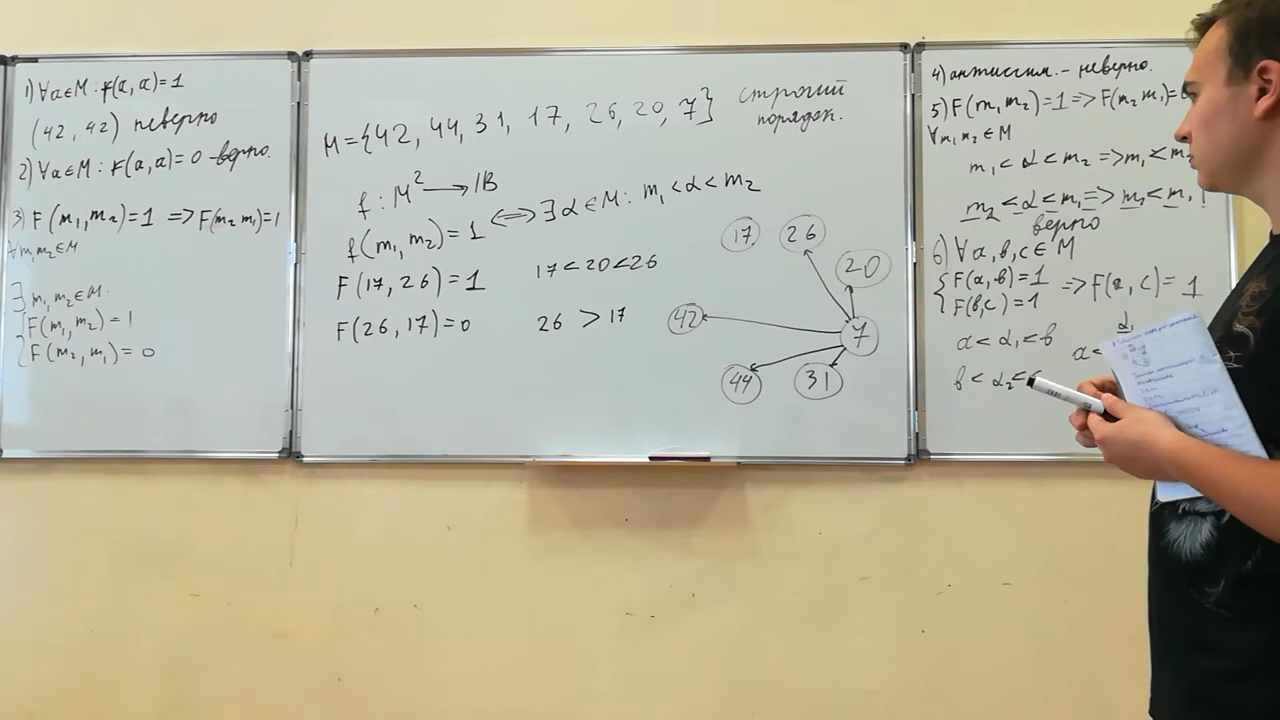 1) ∀a∈M : F(a, a) = 1
(42, 42) неверно
2) ∀a∈M : F(a, a) = 0 - верно.
3) F(m₁, m₂) = 1 => F(m₂ m₁) = 1
∀m₁ m₂ ∈ M
∃ m₁, m₂ ∈ M.
{ F(m₁, m₂) = 1
{ F(m₂, m₁) = 0
M = {42, 44, 31, 17, 26, 20, 7} строгий
порядок.
f : M² → IB
f(m₁, m₂) = 1 <=> ∃ α ∈ M : m₁ < α < m₂
F(17, 26) = 1 17 < 20 < 26
F(26, 17) = 0 26 > 17
17 26
20
42 7
44 31
4) антисим. - неверно.
5) F(m₁, m₂) = 1 => F(m₂ m₁) =
∀m₁ m₂ ∈ M
m₁ < α < m₂ => m₁ < m₂
m₂ < α < m₁ => m₂ < m₁ !
верно
6) ∀a, в, c ∈ M
{ F(a, в) = 1 => F(a, c) = 1
{ F(в, c) = 1
a < α₁ < в
a < α₁
в < α₂ <